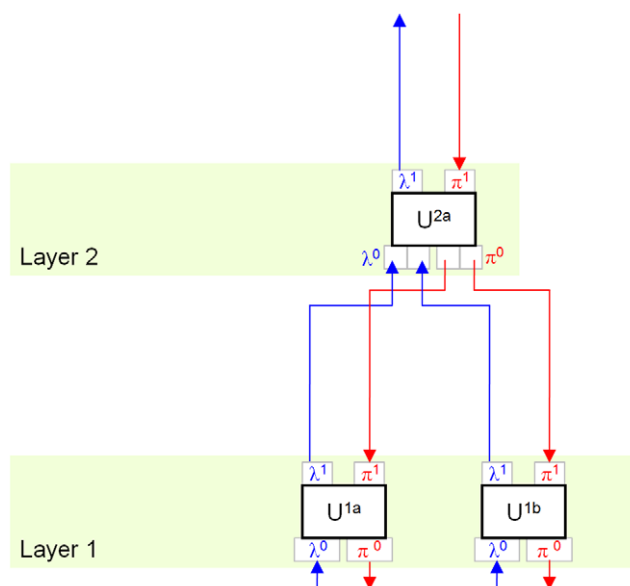 λ¹ π¹
U²ᵃ
Layer 2 λ⁰ π⁰
λ¹ π¹ λ¹ π¹
U¹ᵃ U¹ᵇ
Layer 1 λ⁰ π⁰ λ⁰ π⁰